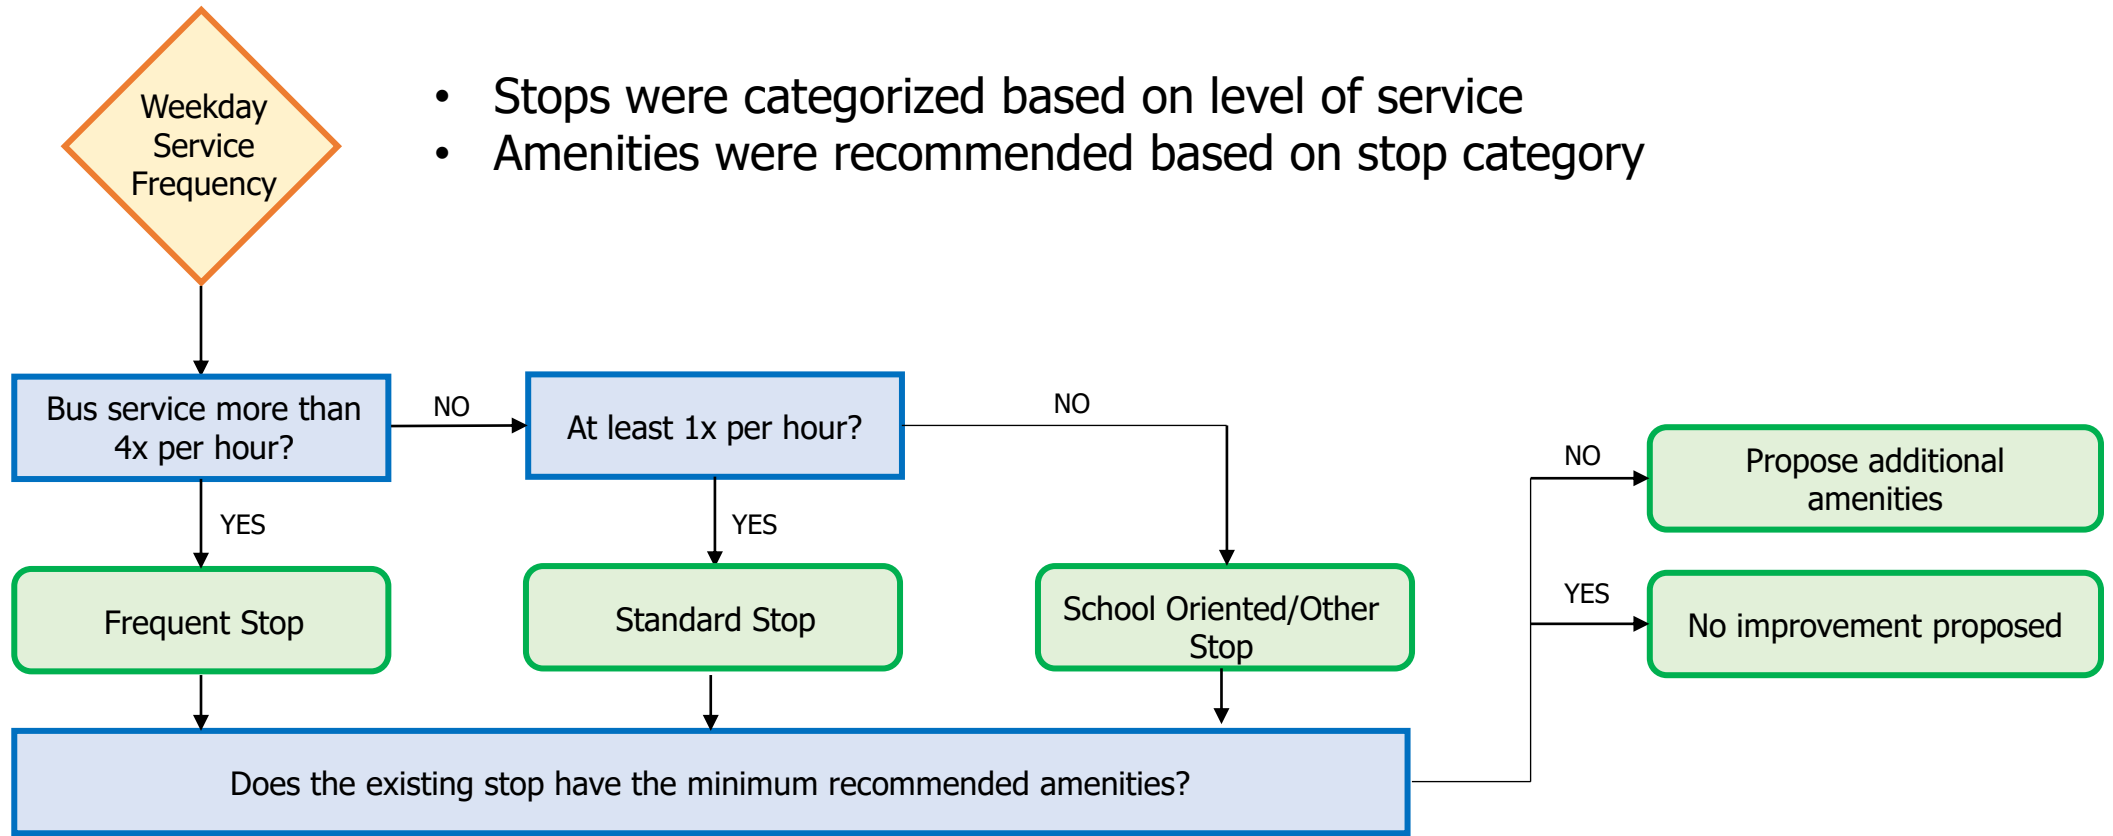 Weekday
Service
Frequency
• Stops were categorized based on level of service
• Amenities were recommended based on stop category
Bus service more than
4x per hour?
NO
At least 1x per hour?
NO
YES
YES
Frequent Stop
Standard Stop
School Oriented/Other
Stop
NO
Propose additional
amenities
YES
No improvement proposed
Does the existing stop have the minimum recommended amenities?